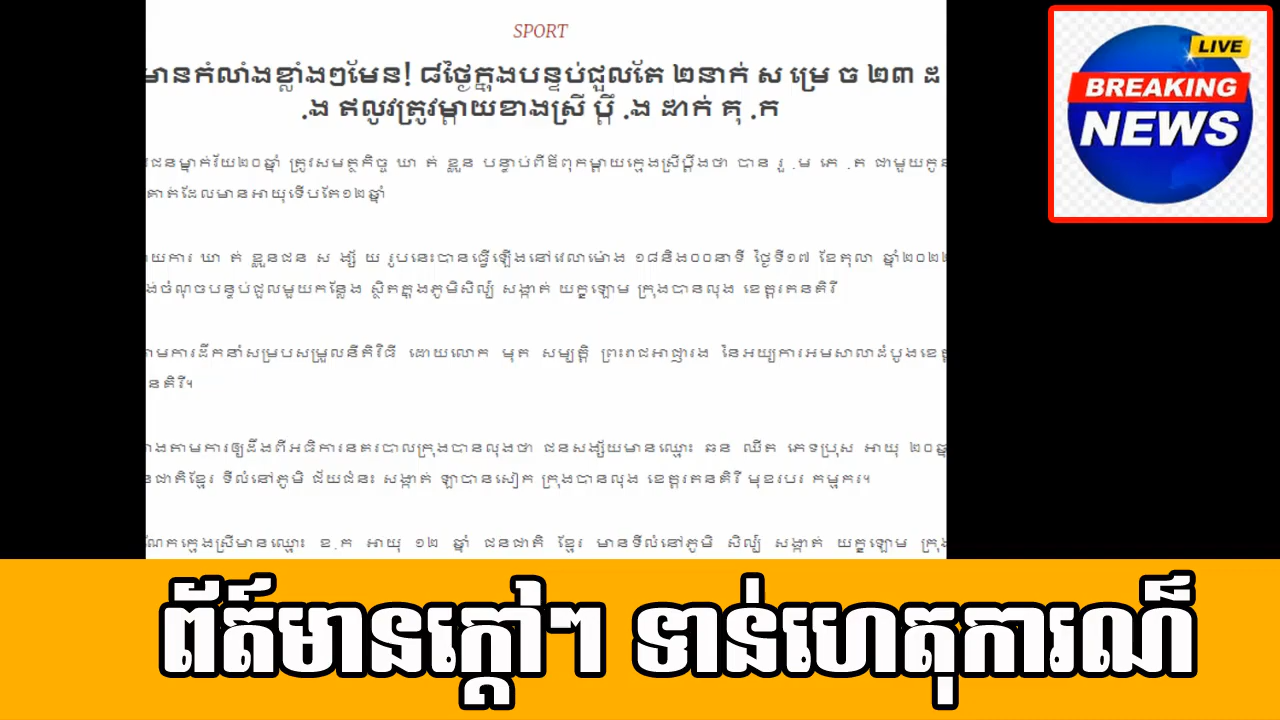 SPORT
មានកំលាំងខ្លាំងៗមែន! ៨ថ្ងៃក្នុងបន្ទប់ជួលតែ ២នាក់ ស ម្រេ ច ២៣ ដ
.ង ឥលូវត្រូវម្តាយខាងស្រី ប្តឹ .ង ដាក់ គុ .ក
LIVE
BREAKING
NEWS
ជនម្នាក់វ័យ២០ឆ្នាំ ត្រូវសមត្ថកិច្ច ឃា ត់ ខ្លួន បន្ទាប់ពីឪពុកម្តាយក្មេងស្រីប្តឹងថា បាន រួ .ម ភេ .ត ជាមួយកូន
គាត់ដែលមានអាយុទើបតែ១២ឆ្នាំ
យការ ឃា ត់ ខ្លួនជន ស ង្ស័ យ រូបនេះបានធ្វើឡើងនៅវេលាម៉ោង ១៨និង០០នាទី ថ្ងៃទី១៧ ខែតុលា ឆ្នាំ២០២២
ង់ចំណុចបន្ទប់ជួលមួយកន្លែង ស្ថិតក្នុងភូមិសិល្ប៍ សង្កាត់ យក្ខឡោម ក្រុងបានលុង ខេត្តរតនគិរី
មការដឹកនាំសម្របសម្រួលនីតិវិធី ដោយលោក មុត សម្បត្តិ ព្រះរាជអាជ្ញារង នៃអយ្យការអមសាលាដំបូងខេត្ត
នគិរី។
ងតាមការឲ្យដឹងពីអធិការនគរបាលក្រុងបានលុងថា ជនសង្ស័យមានឈ្មោះ ឆន ឈីត ភេទប្រុស អាយុ ២០ឆ្នាំ
នជាតិខ្មែរ ទីលំនៅភូមិ ជ័យជំនះ សង្កាត់ ឡាបានសៀក ក្រុងបានលុង ខេត្តរតនគិរី មុខរបរ កម្មករ។
ណែកក្មេងស្រីមានឈ្មោះ ខ.ក អាយុ ១២ ឆ្នាំ ជនជាតិ ខ្មែរ មានទីលំនៅភូមិ សិល្ប៍ សង្កាត់ យក្ខឡោម ក្រុង
ព័ត៍មានក្តៅៗ ទាន់ហេតុការណ៏